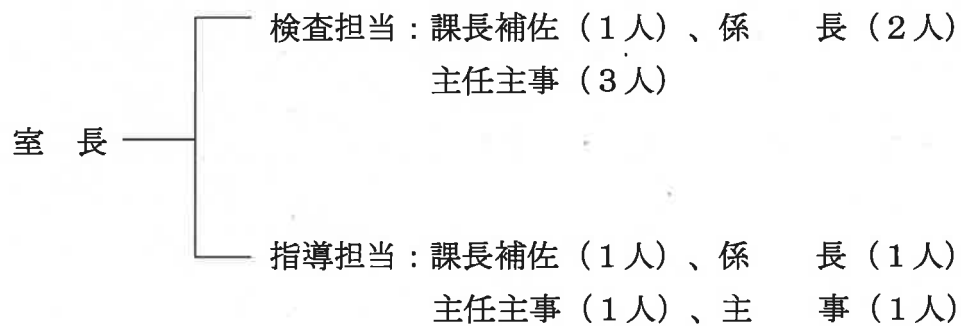 検査担当：課長補佐（１人）、係　　長（２人）
主任主事（３人）
室　長
指導担当：課長補佐（１人）、係　　長（１人）
主任主事（１人）、主　　事（１人）